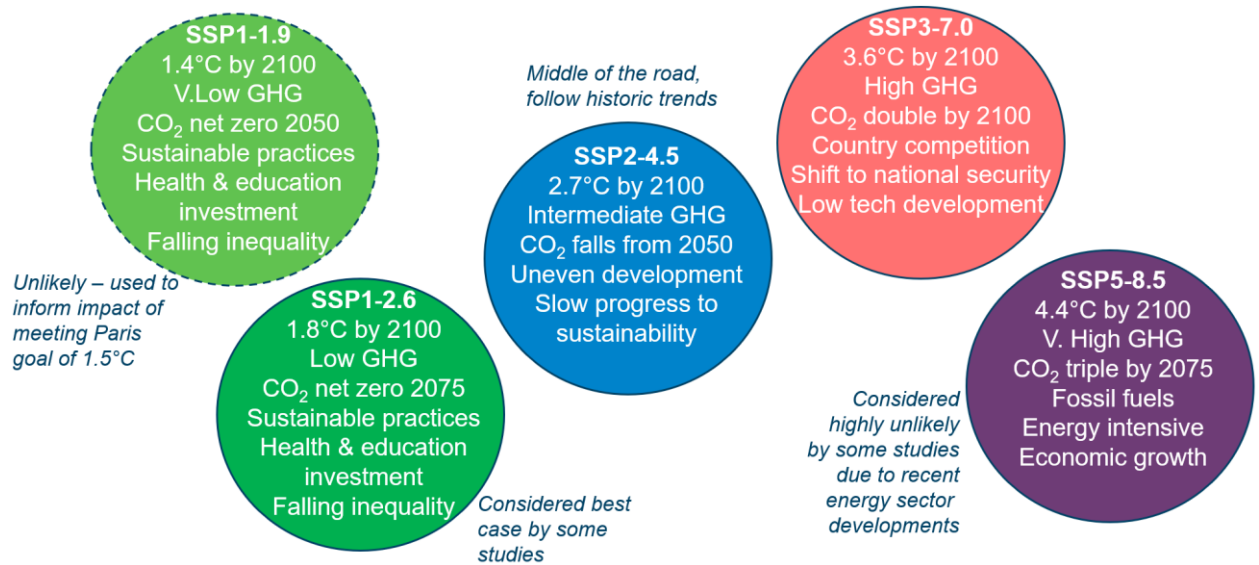 SSP1-1.9
1.4°C by 2100
V.Low GHG
CO₂ net zero 2050
Sustainable practices
Health & education
investment
Falling inequality
Unlikely – used to
inform impact of
meeting Paris
goal of 1.5°C
SSP1-2.6
1.8°C by 2100
Low GHG
CO₂ net zero 2075
Sustainable practices
Health & education
investment
Falling inequality
Considered best
case by some
studies
Middle of the road,
follow historic trends
SSP2-4.5
2.7°C by 2100
Intermediate GHG
CO₂ falls from 2050
Uneven development
Slow progress to
sustainability
SSP3-7.0
3.6°C by 2100
High GHG
CO₂ double by 2100
Country competition
Shift to national security
Low tech development
SSP5-8.5
4.4°C by 2100
V. High GHG
CO₂ triple by 2075
Fossil fuels
Energy intensive
Economic growth
Considered
highly unlikely
by some studies
due to recent
energy sector
developments